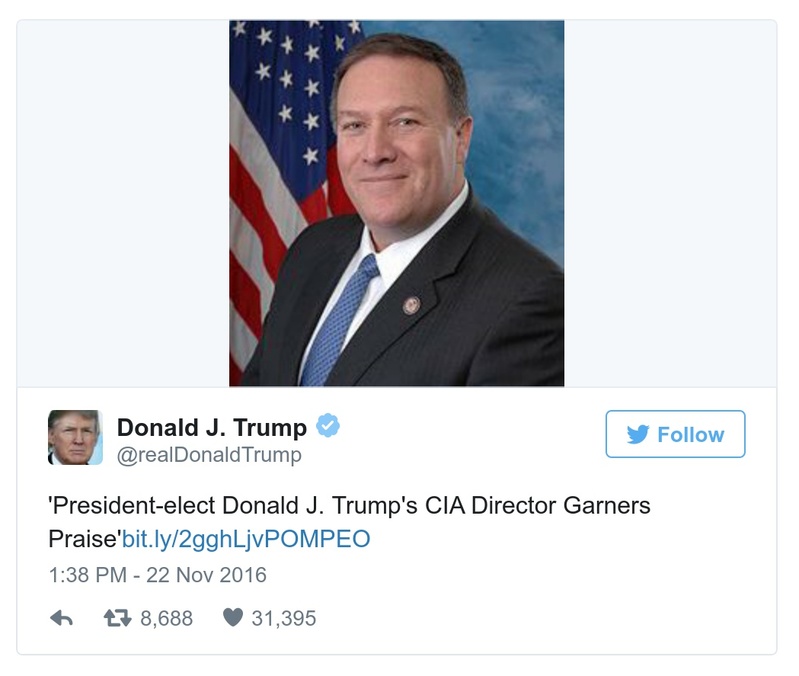 Donald J. Trump
@realDonaldTrump
Follow
'President-elect Donald J. Trump's CIA Director Garners
Praise'bit.ly/2gghLjvPOMPEO
1:38 PM - 22 Nov 2016
8,688 31,395